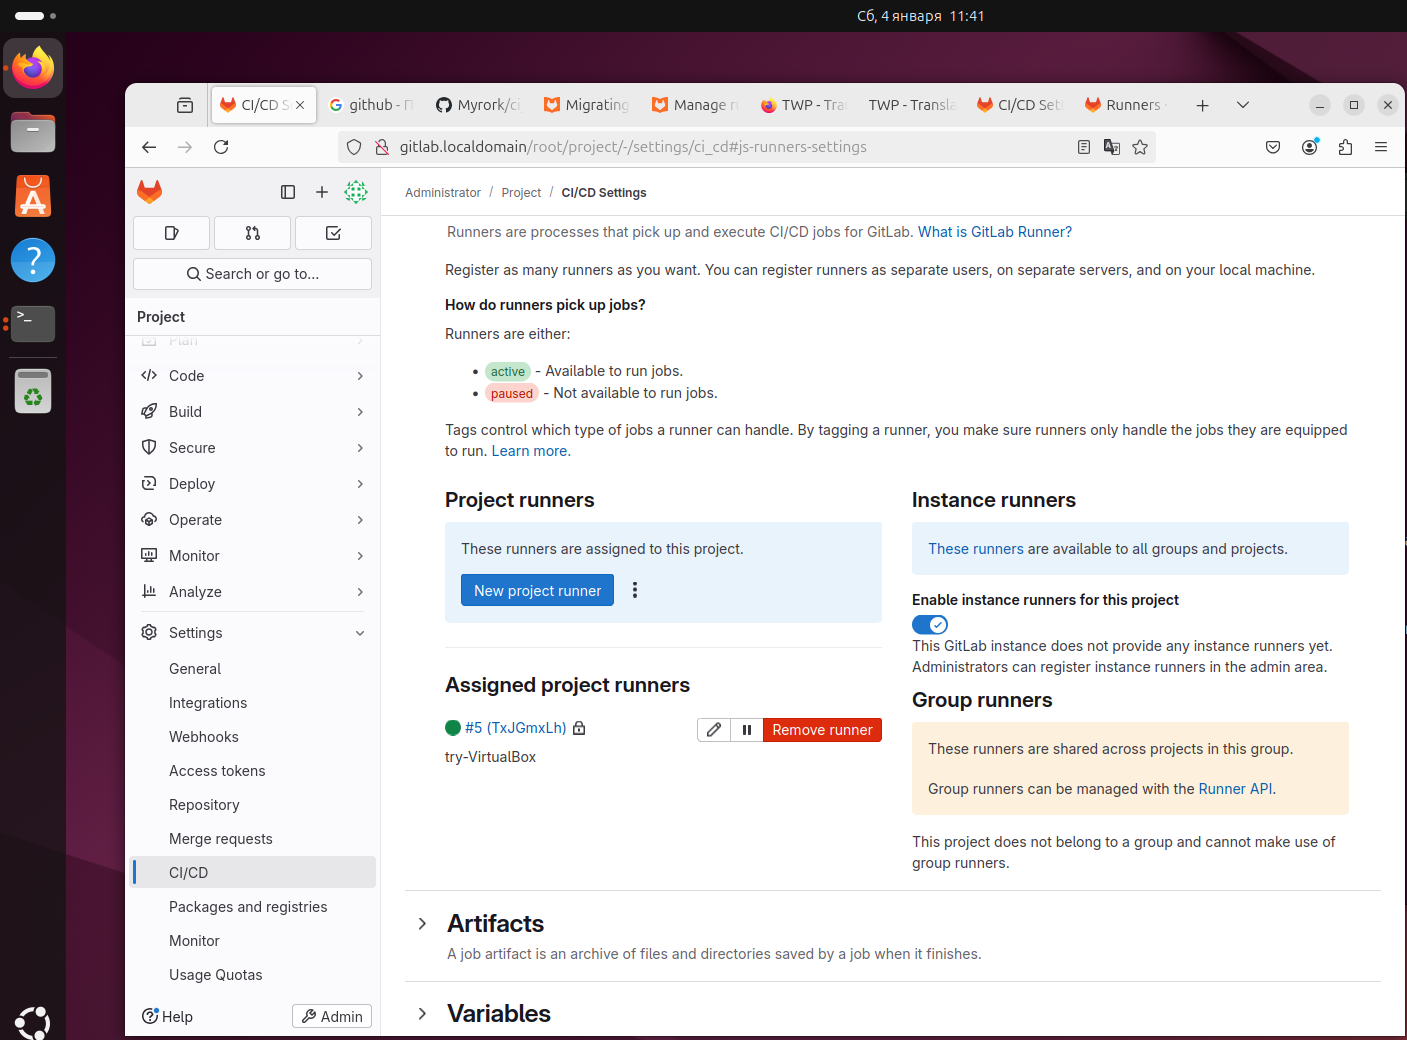 Сб, 4 января 11:41
CI/CD S
github - П
Myrork/ci
Migrating
Manage r
TWP - Tra
TWP - Transla
CI/CD Set
Runners
gitlab.localdomain/root/project/-/settings/ci_cd#js-runners-settings
Administrator / Project / CI/CD Settings
Search or go to...
Project
Plan
Code
Build
Secure
Deploy
Operate
Monitor
Analyze
Settings
General
Integrations
Webhooks
Access tokens
Repository
Merge requests
CI/CD
Packages and registries
Monitor
Usage Quotas
Help
Admin
Runners are processes that pick up and execute CI/CD jobs for GitLab. What is GitLab Runner?
Register as many runners as you want. You can register runners as separate users, on separate servers, and on your local machine.
How do runners pick up jobs?
Runners are either:
• active - Available to run jobs.
• paused - Not available to run jobs.
Tags control which type of jobs a runner can handle. By tagging a runner, you make sure runners only handle the jobs they are equipped
to run. Learn more.
Project runners
These runners are assigned to this project.
New project runner
Assigned project runners
#5 (TxJGmxLh)
Remove runner
try-VirtualBox
Instance runners
These runners are available to all groups and projects.
Enable instance runners for this project
This GitLab instance does not provide any instance runners yet.
Administrators can register instance runners in the admin area.
Group runners
These runners are shared across projects in this group.
Group runners can be managed with the Runner API.
This project does not belong to a group and cannot make use of
group runners.
Artifacts
A job artifact is an archive of files and directories saved by a job when it finishes.
Variables